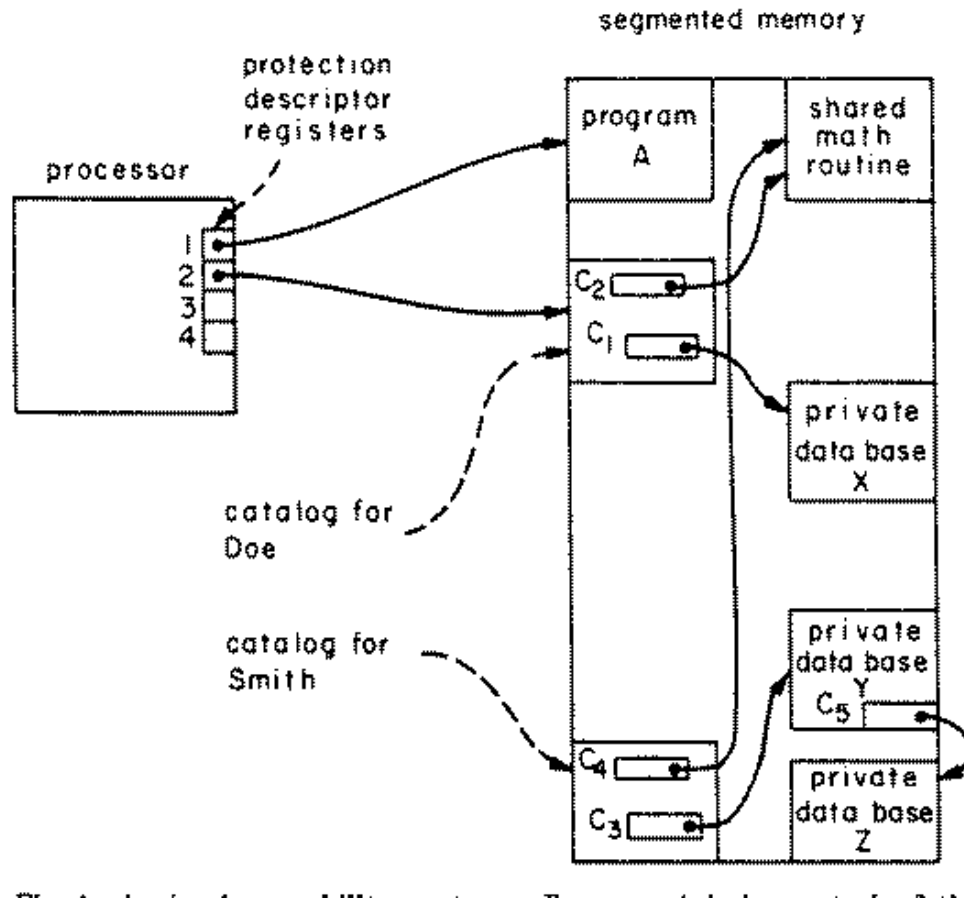 segmented memory
protection
descriptor
registers
processor
1
2
3
4
program
A
shared
math
routine
C2
C1
private
data base
X
catalog for
Doe
catalog for
Smith
private
data base
Y
C5
C4
C3
private
data base
Z